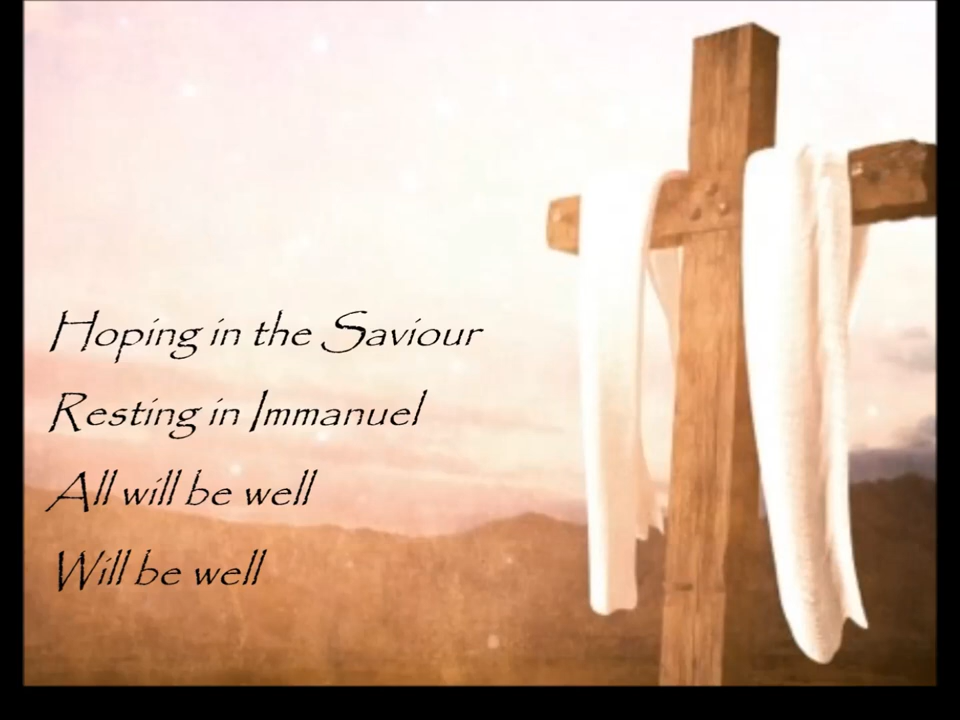 Hoping in the Saviour
Resting in Immanuel
All will be well
Will be well